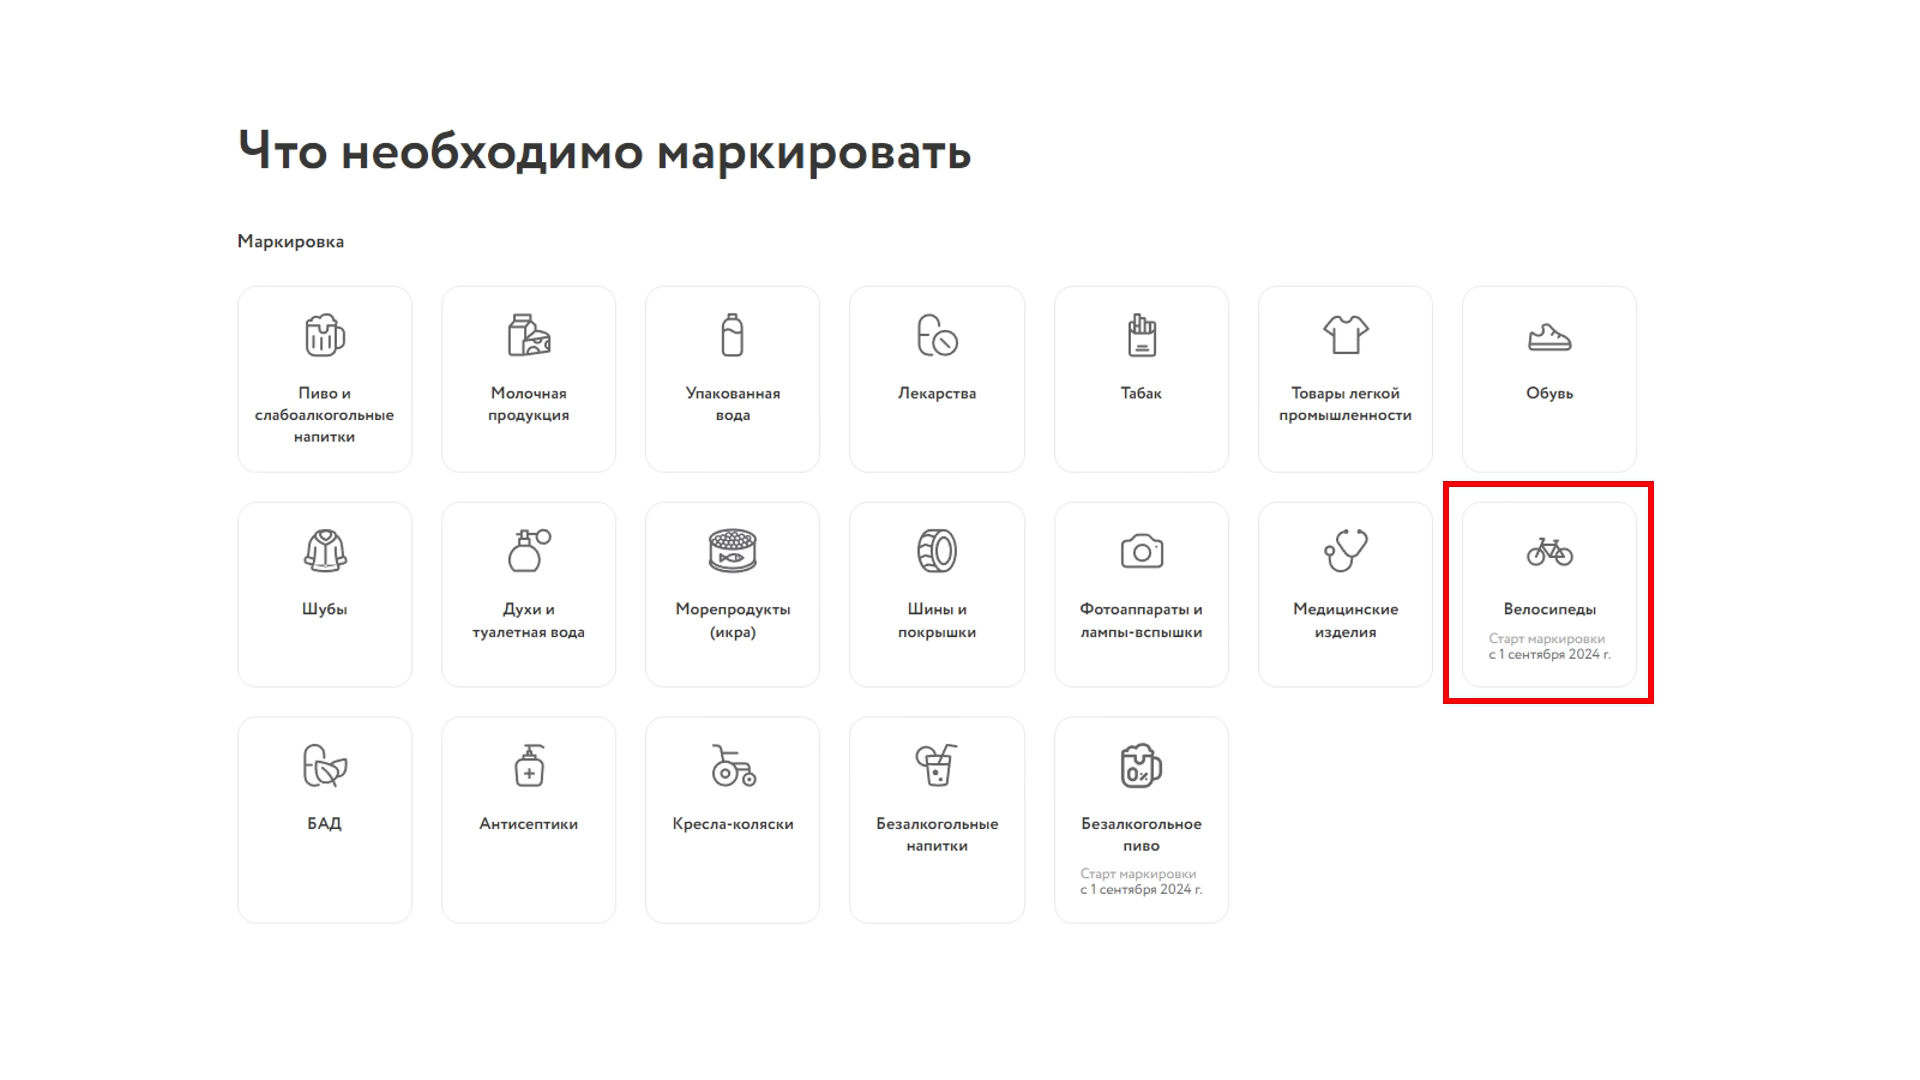 Что необходимо маркировать
Маркировка
Пиво и
слабоалкогольные
напитки
Молочная
продукция
Упакованная
вода
Лекарства
Табак
Товары легкой
промышленности
Обувь
Шубы
Духи и
туалетная вода
Морепродукты
(икра)
Шины и
покрышки
Фотоаппараты и
лампы-вспышки
Медицинские
изделия
Велосипеды
Старт маркировки
с 1 сентября 2024 г.
БАД
Антисептики
Кресла-коляски
Безалкогольные
напитки
0%
Безалкогольное
пиво
Старт маркировки
с 1 сентября 2024 г.